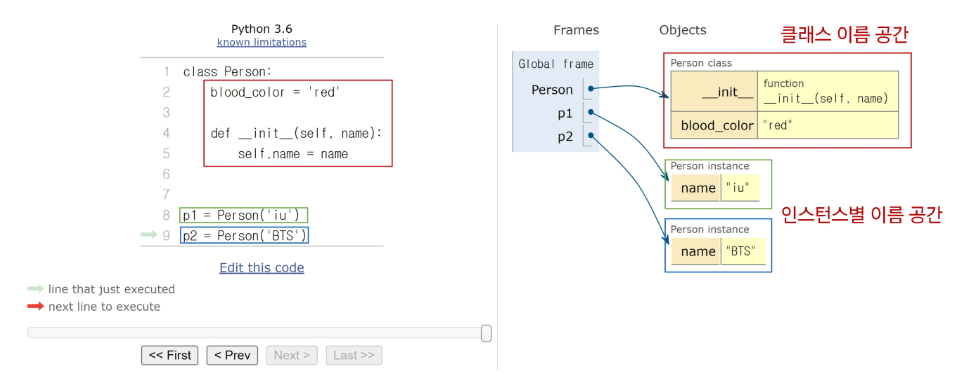 Python 3.6
known limitations
1 class Person:
2 blood_color = 'red'
3
4 def __init__(self, name):
5 self.name = name
6
7
8 p1 = Person('iu')
9 p2 = Person('BTS')
Edit this code
line that just executed
next line to execute
<< First
< Prev
Next >
Last >>
Frames
Objects
클래스 이름 공간
Global frame
Person
p1
p2
Person class
__init__
function
__init__(self, name)
blood_color "red"
Person instance
name "iu"
인스턴스별 이름 공간
Person instance
name "BTS"